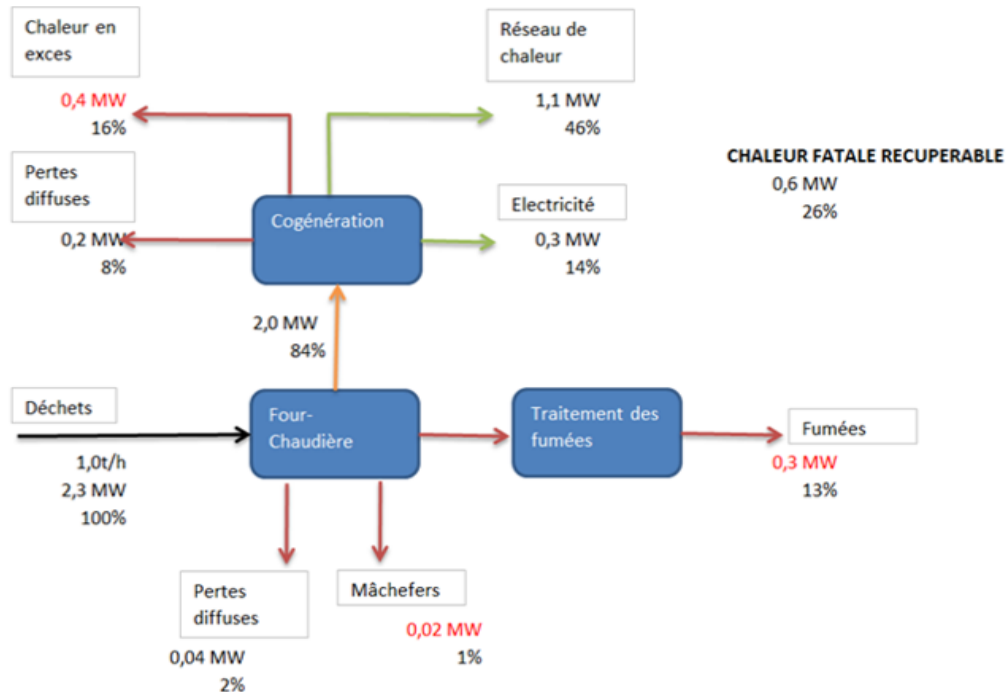 Chaleur en
exces
0,4 MW
16%
Réseau de
chaleur
1,1 MW
46%
CHALEUR FATALE RECUPERABLE
0,6 MW
26%
Pertes
diffuses
0,2 MW
8%
Cogénération
Electricité
0,3 MW
14%
2,0 MW
84%
Déchets
1,0t/h
2,3 MW
100%
Four-
Chaudière
Traitement des
fumées
Fumées
0,3 MW
13%
Pertes
diffuses
0,04 MW
2%
Mâchefers
0,02 MW
1%